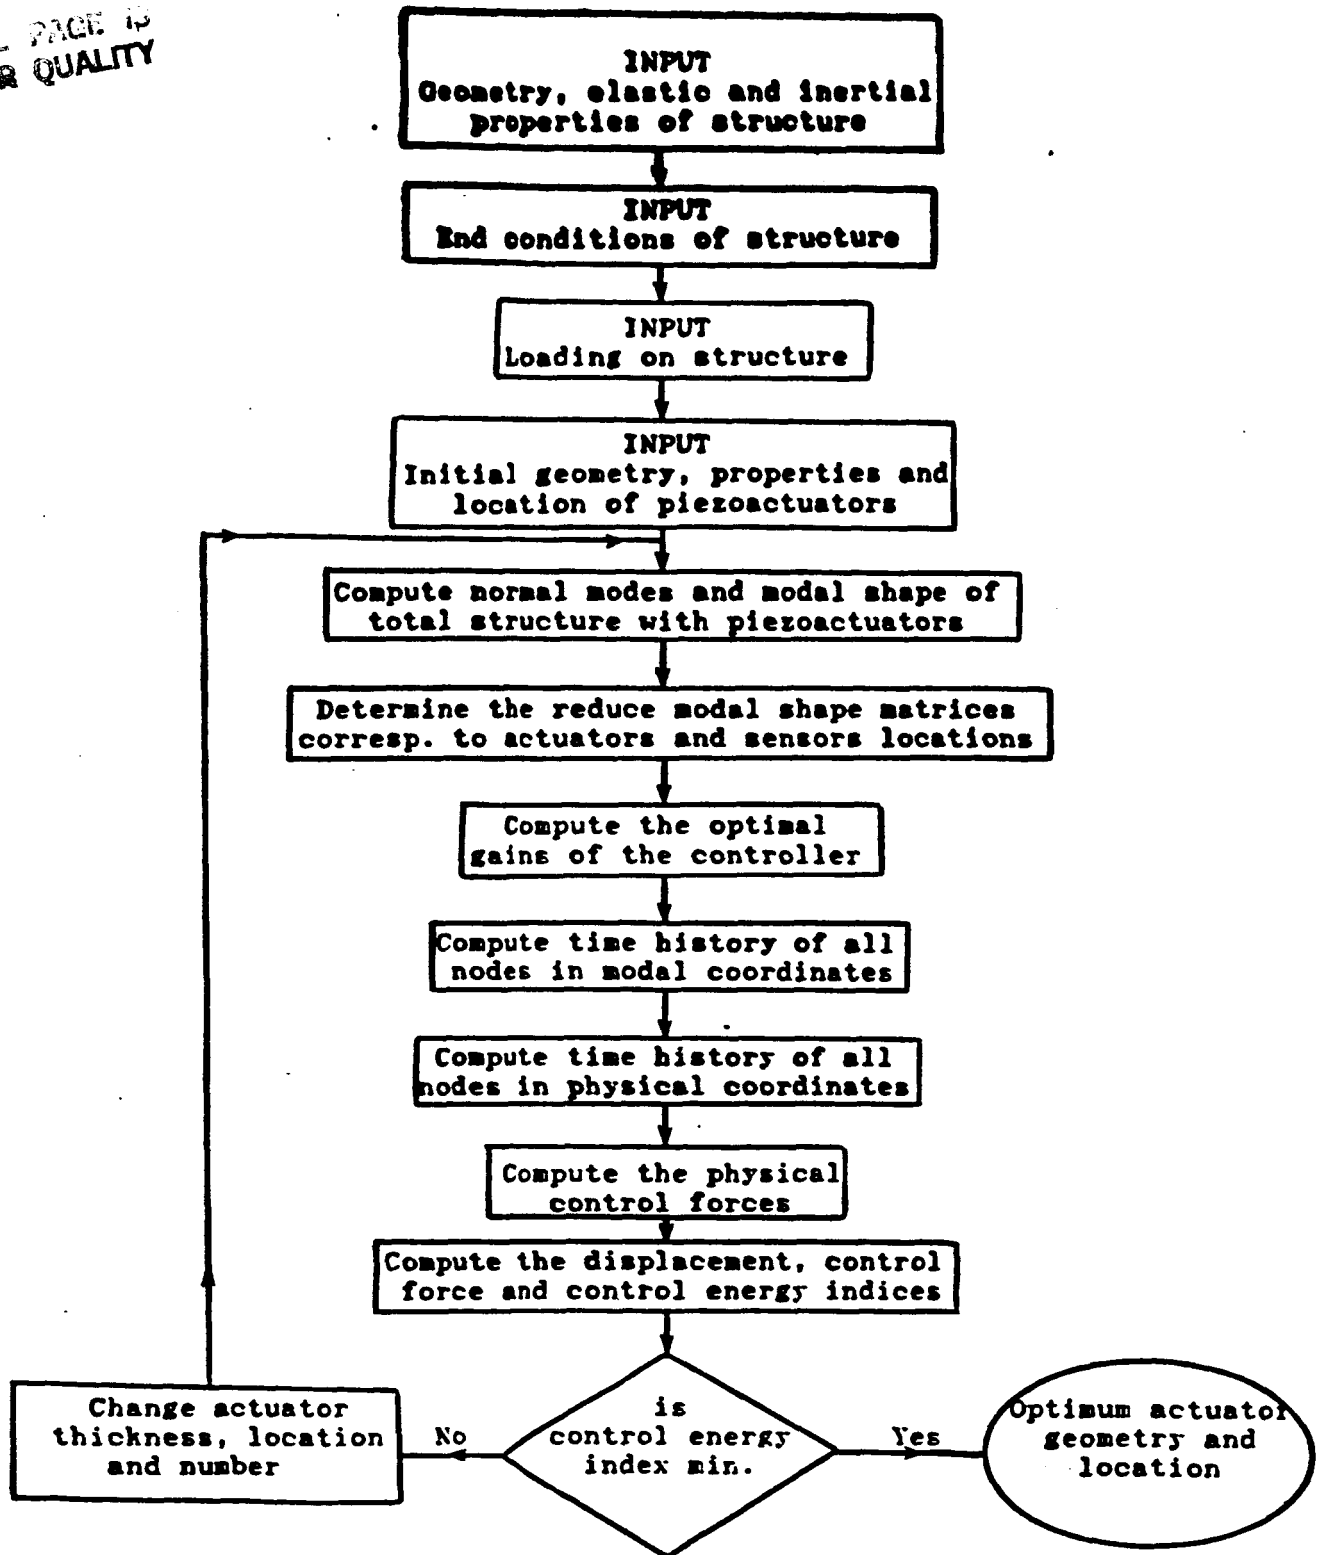 PAGE IS
QUALITY
INPUT
Geometry, elastic and inertial
properties of structure
INPUT
End conditions of structure
INPUT
Loading on structure
INPUT
Initial geometry, properties and
location of piezoactuators
Compute normal modes and modal shape of
total structure with piezoactuators
Determine the reduce modal shape matrices
corresp. to actuators and sensors locations
Compute the optimal
gains of the controller
Compute time history of all
nodes in modal coordinates
Compute time history of all
nodes in physical coordinates
Compute the physical
control forces
Compute the displacement, control
force and control energy indices
Change actuator
thickness, location
and number
No
is
control energy
index min.
Yes
Optimum actuator
geometry and
location